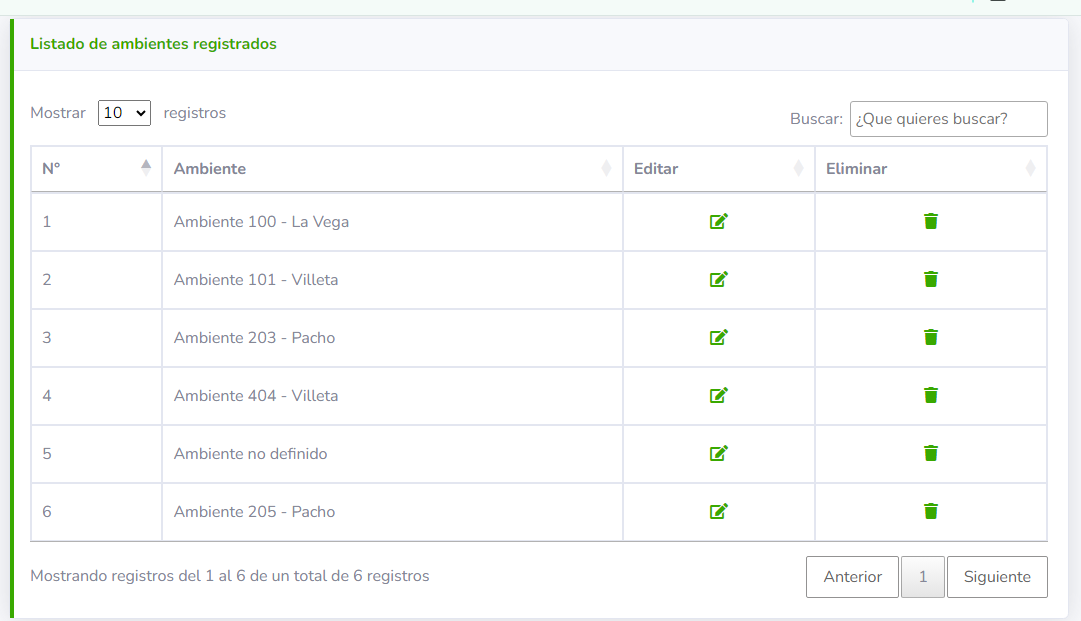 Listado de ambientes registrados
Mostrar 10 registros
Buscar: ¿Que quieres buscar?
N° Ambiente Editar Eliminar
1 Ambiente 100 - La Vega
2 Ambiente 101 - Villeta
3 Ambiente 203 - Pacho
4 Ambiente 404 - Villeta
5 Ambiente no definido
6 Ambiente 205 - Pacho
Mostrando registros del 1 al 6 de un total de 6 registros
Anterior 1 Siguiente